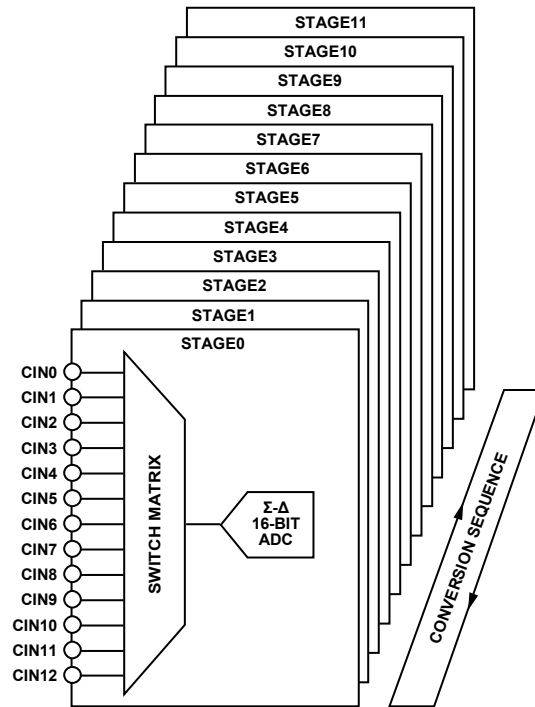 STAGE11
STAGE10
STAGE9
STAGE8
STAGE7
STAGE6
STAGE5
STAGE4
STAGE3
STAGE2
STAGE1
STAGE0
CIN0
CIN1
CIN2
CIN3
CIN4
CIN5
CIN6
CIN7
CIN8
CIN9
CIN10
CIN11
CIN12
SWITCH MATRIX
Σ-Δ
16-BIT
ADC
CONVERSION SEQUENCE